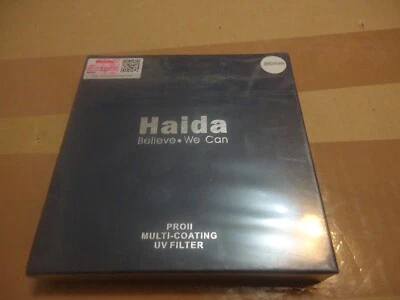 Haida
Believe • We Can
PROII
MULTI-COATING
UV FILTER